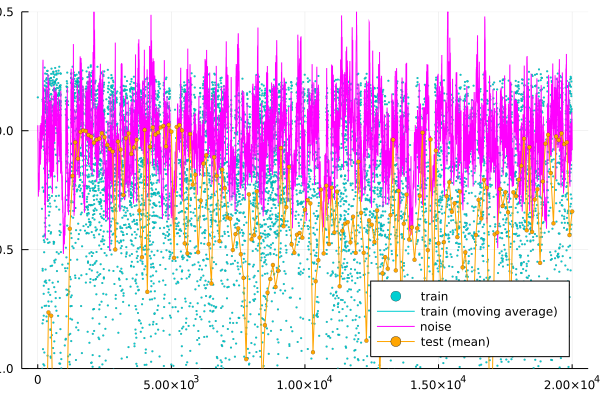 0.5
0.0
0.5
1.0
0
5.00×10³
1.00×10⁴
1.50×10⁴
2.00×10⁴
train
train (moving average)
noise
test (mean)